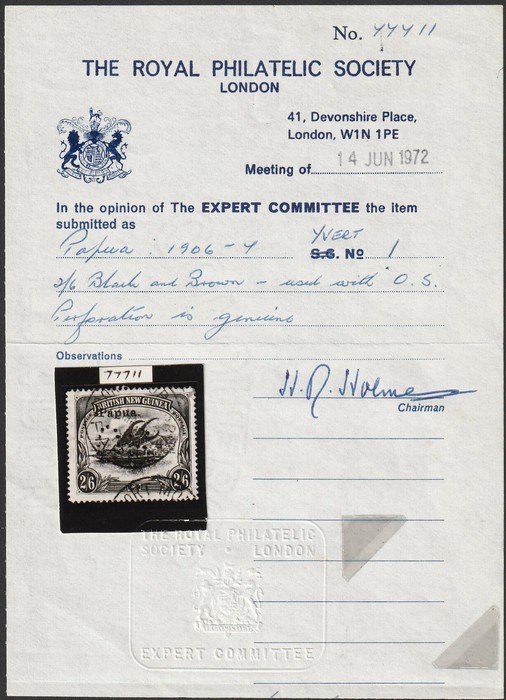 No. 77711
THE ROYAL PHILATELIC SOCIETY
LONDON
41, Devonshire Place,
London, W1N 1PE
Meeting of 14 JUN 1972
In the opinion of The EXPERT COMMITTEE the item
submitted as
Papua : 1906-7 YVERT S.G. No 1
2/6 Black and Brown – used with O.S.
Perforation is genuine
Observations
77711
H. R. Holmes
Chairman
BRITISH NEW GUINEA
Papua.
2/6 2/6
THE ROYAL PHILATELIC
SOCIETY · LONDON
EXPERT COMMITTEE